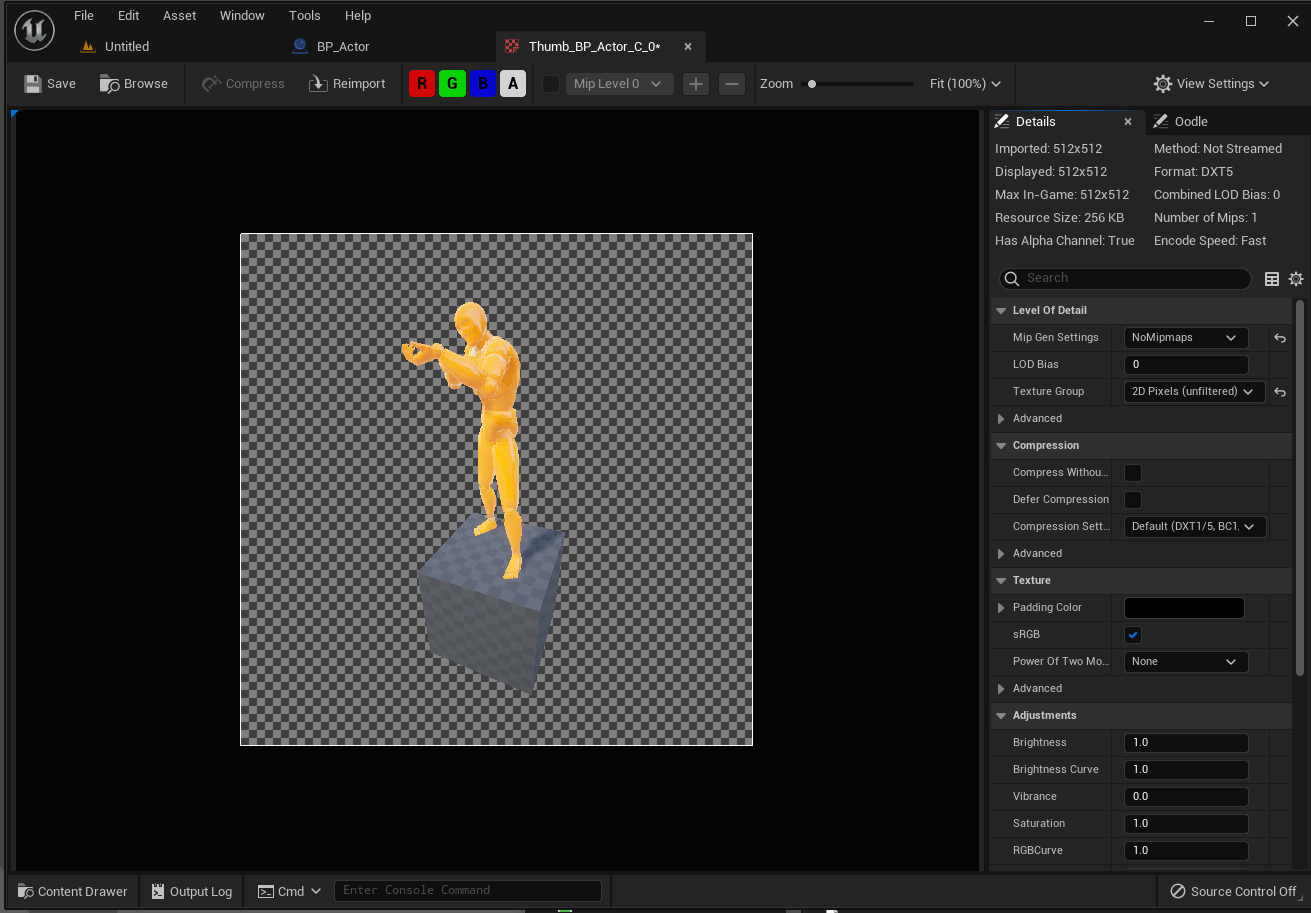 File Edit Asset Window Tools Help
Untitled BP_Actor Thumb_BP_Actor_C_0*
Save Browse Compress Reimport R G B A Mip Level 0 Zoom Fit (100%) View Settings
Details Oodle
Imported: 512x512 Method: Not Streamed
Displayed: 512x512 Format: DXT5
Max In-Game: 512x512 Combined LOD Bias: 0
Resource Size: 256 KB Number of Mips: 1
Has Alpha Channel: True Encode Speed: Fast
Search
Level Of Detail
Mip Gen Settings NoMipmaps
LOD Bias 0
Texture Group 2D Pixels (unfiltered)
Advanced
Compression
Compress Withou...
Defer Compression
Compression Sett... Default (DXT1/5, BC1,
Advanced
Texture
Padding Color
sRGB
Power Of Two Mo... None
Advanced
Adjustments
Brightness 1.0
Brightness Curve 1.0
Vibrance 0.0
Saturation 1.0
RGBCurve 1.0
Content Drawer Output Log Cmd Enter Console Command Source Control Off